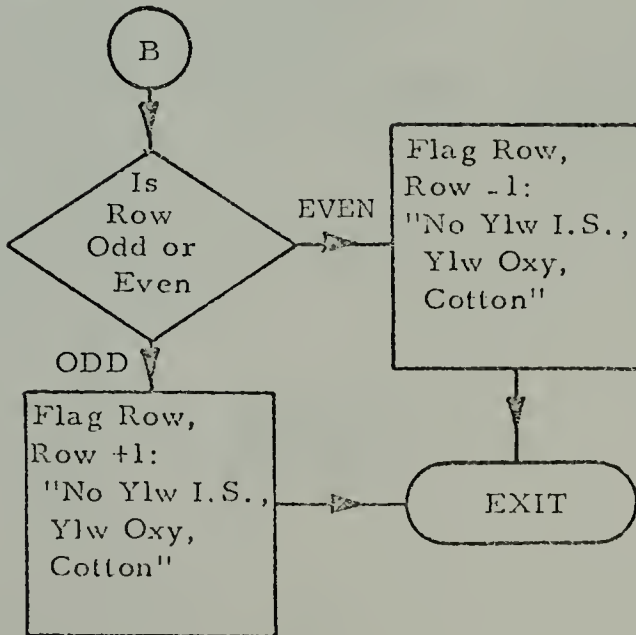 B
Is
Row
Odd or
Even
EVEN
Flag Row,
Row -1:
"No Ylw I.S.,
Ylw Oxy,
Cotton"
ODD
Flag Row,
Row +1:
"No Ylw I.S.,
Ylw Oxy,
Cotton"
EXIT